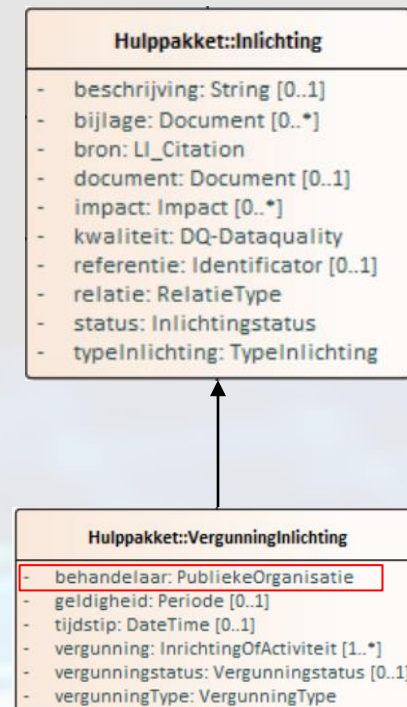 Hulppakket::Inlichting
- beschrijving: String [0..1]
- bijlage: Document [0..*]
- bron: LI_Citation
- document: Document [0..1]
- impact: Impact [0..*]
- kwaliteit: DQ-Dataquality
- referentie: Identificator [0..1]
- relatie: RelatieType
- status: Inlichtingstatus
- typeInlichting: TypeInlichting
Hulppakket::VergunningInlichting
- behandelaar: PubliekeOrganisatie
- geldigheid: Periode [0..1]
- tijdstip: DateTime [0..1]
- vergunning: InrichtingOfActiviteit [1..*]
- vergunningstatus: Vergunningstatus [0..1]
- vergunningType: VergunningType